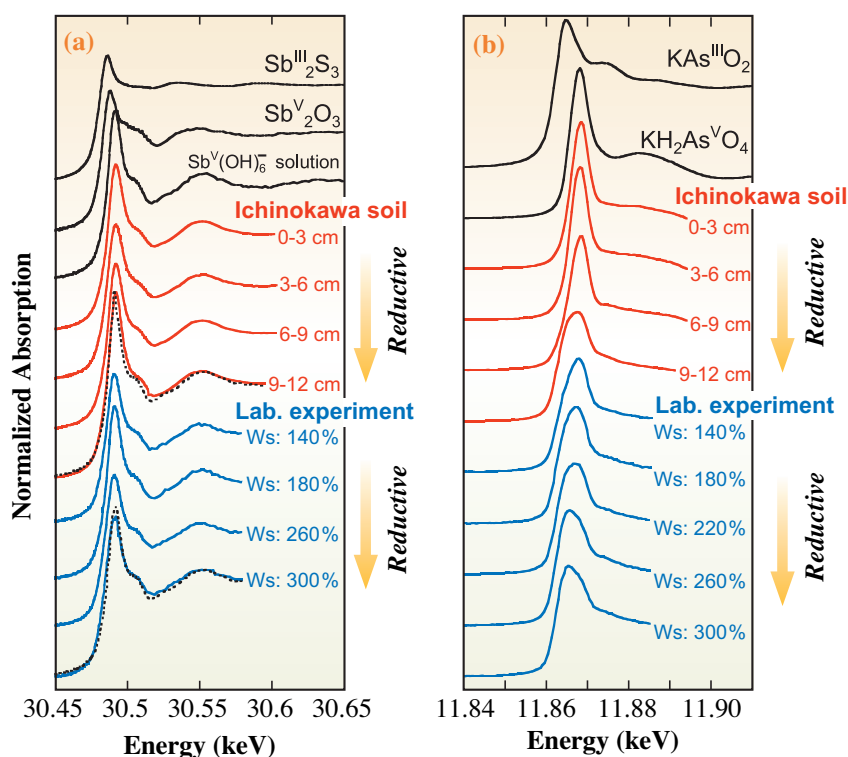 (a)
Sb^III_2S_3
Sb^V_2O_3
Sb^V(OH)_6^- solution
Ichinokawa soil
0-3 cm
3-6 cm
6-9 cm
9-12 cm
Lab. experiment
Ws: 140%
Ws: 180%
Ws: 260%
Ws: 300%
Reductive
Reductive
Normalized Absorption
30.45 30.5 30.55 30.6 30.65
Energy (keV)
(b)
KAs^IIIO_2
KH_2As^VO_4
Ichinokawa soil
0-3 cm
3-6 cm
6-9 cm
9-12 cm
Lab. experiment
Ws: 140%
Ws: 180%
Ws: 220%
Ws: 260%
Ws: 300%
Reductive
Reductive
11.84 11.86 11.88 11.90
Energy (keV)